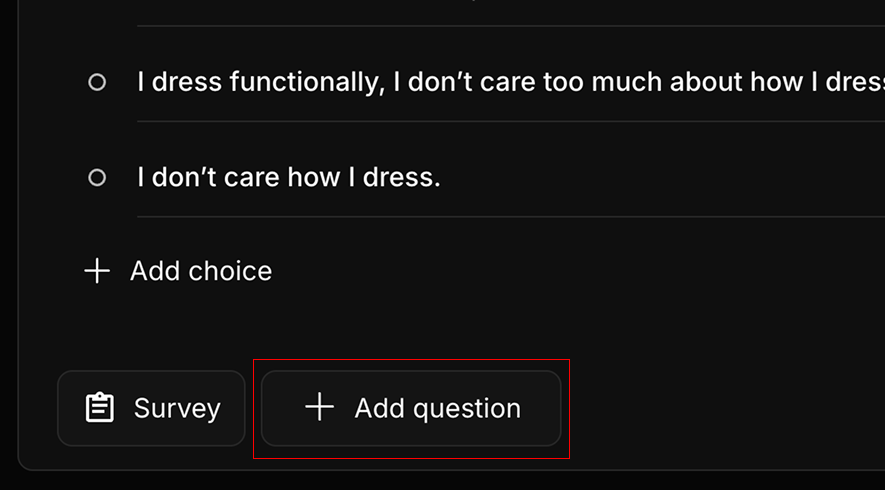 I dress functionally, I don’t care too much about how I dress
I don’t care how I dress.
Add choice
Survey
Add question